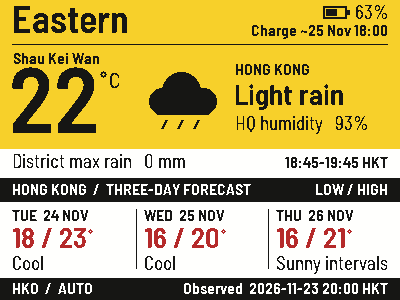 Eastern
63%
Charge ~25 Nov 18:00
Shau Kei Wan
22°C
HONG KONG
Light rain
HQ humidity 93%
District max rain 0 mm
18:45-19:45 HKT
HONG KONG / THREE-DAY FORECAST
LOW / HIGH
TUE 24 NOV
18 / 23°
Cool
WED 25 NOV
16 / 20°
Cool
THU 26 NOV
16 / 21°
Sunny intervals
HKO / AUTO
Observed 2026-11-23 20:00 HKT